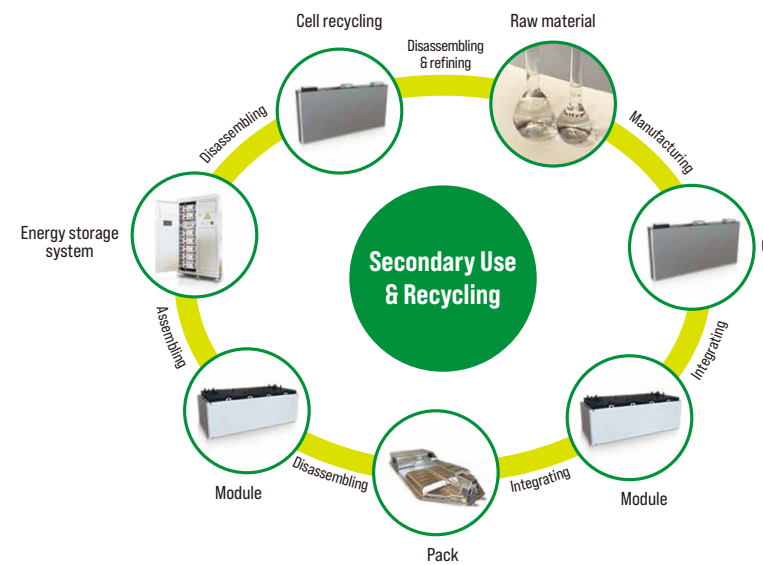 Cell recycling
Raw material
Disassembling
& refining
Disassembling
Manufacturing
Energy storage
system
Secondary Use
& Recycling
Assembling
Integrating
Module
Disassembling
Integrating
Module
Pack